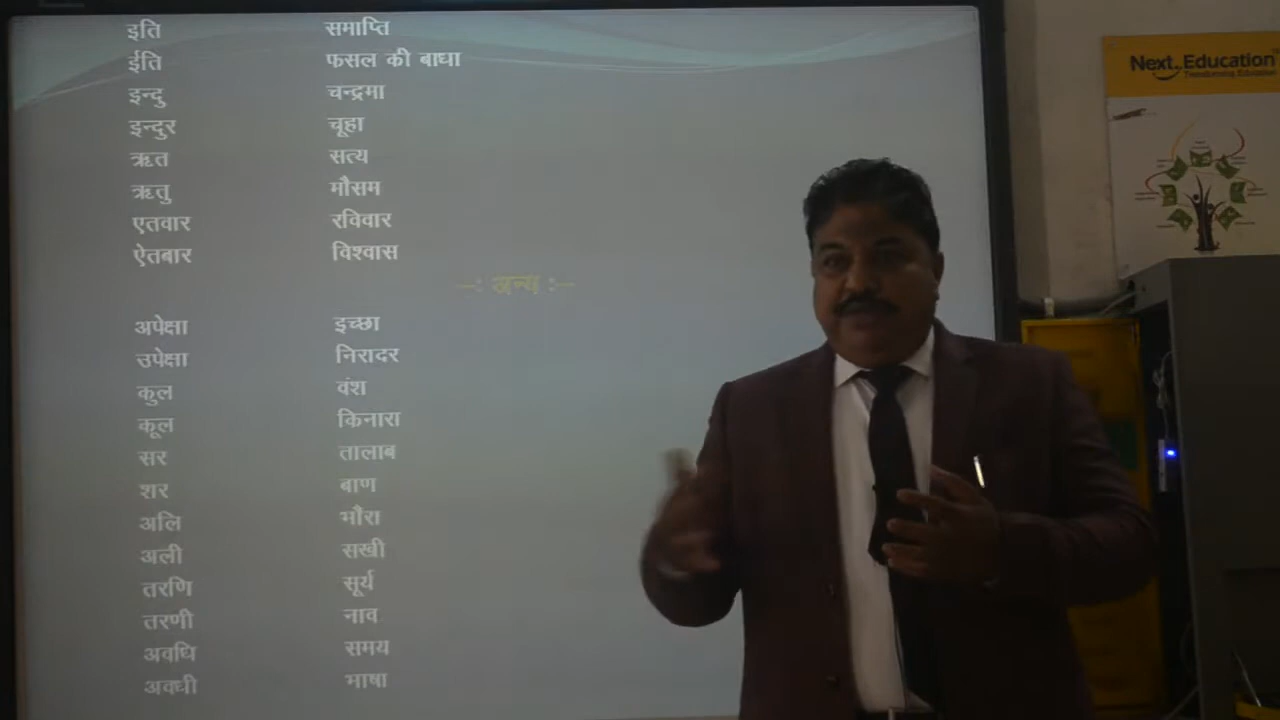 इति समाप्ति
ईति फसल की बाधा
इन्दु चन्द्रमा
इन्दुर चूहा
ऋत सत्य
ऋतु मौसम
एतवार रविवार
ऐतबार विश्वास
—: अन्य :—
अपेक्षा इच्छा
उपेक्षा निरादर
कुल वंश
कूल किनारा
सर तालाब
शर बाण
अलि भौंरा
अली सखी
तरणि सूर्य
तरणी नाव
अवधि समय
अवधी भाषा
Next Education